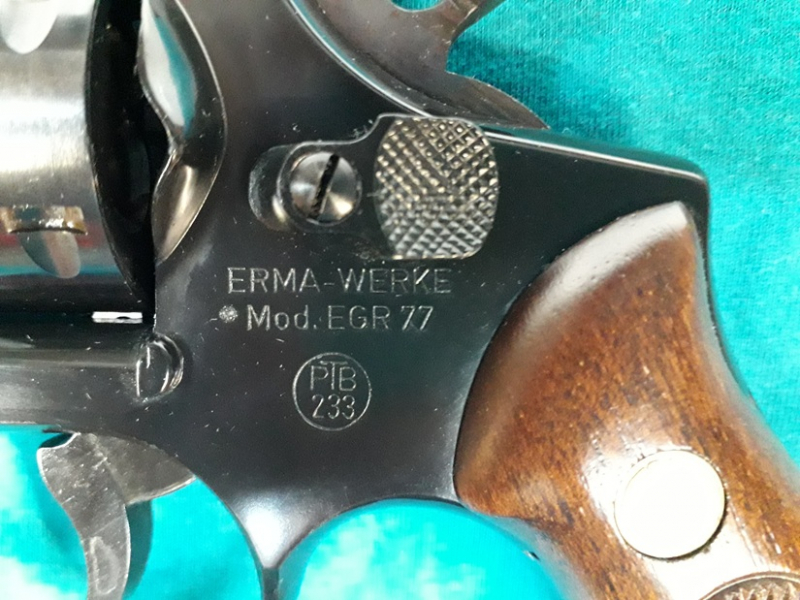 ERMA-WERKE
Mod. EGR 77
PTB
233